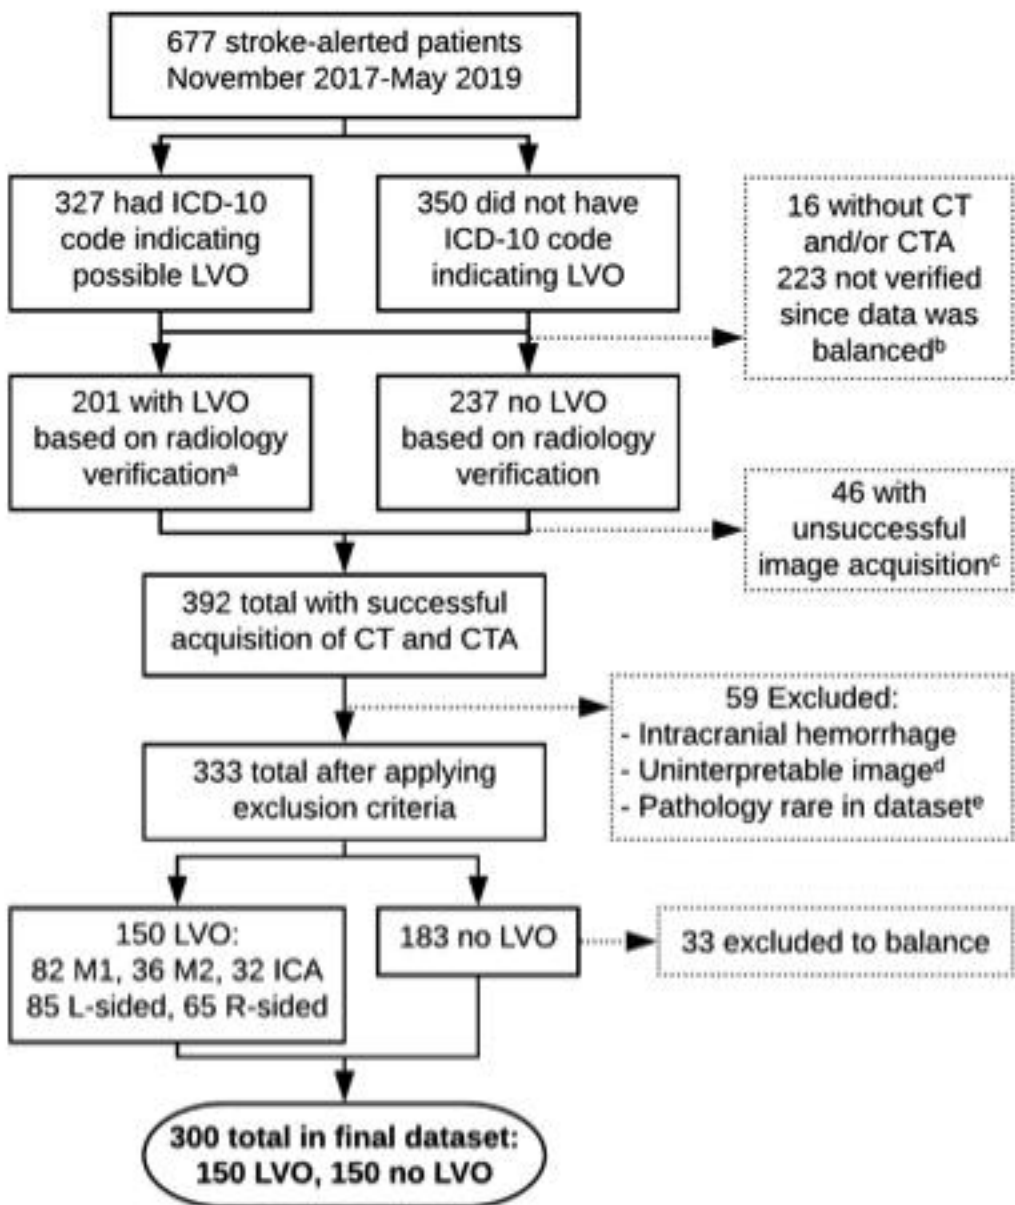 677 stroke-alerted patients
November 2017-May 2019
327 had ICD-10
code indicating
possible LVO
350 did not have
ICD-10 code
indicating LVO
16 without CT
and/or CTA
223 not verified
since data was
balancedᵇ
201 with LVO
based on radiology
verificationᵃ
237 no LVO
based on radiology
verification
46 with
unsuccessful
image acquisitionᶜ
392 total with successful
acquisition of CT and CTA
59 Excluded:
- Intracranial hemorrhage
- Uninterpretable imageᵈ
- Pathology rare in datasetᵉ
333 total after applying
exclusion criteria
150 LVO:
82 M1, 36 M2, 32 ICA
85 L-sided, 65 R-sided
183 no LVO
33 excluded to balance
300 total in final dataset:
150 LVO, 150 no LVO